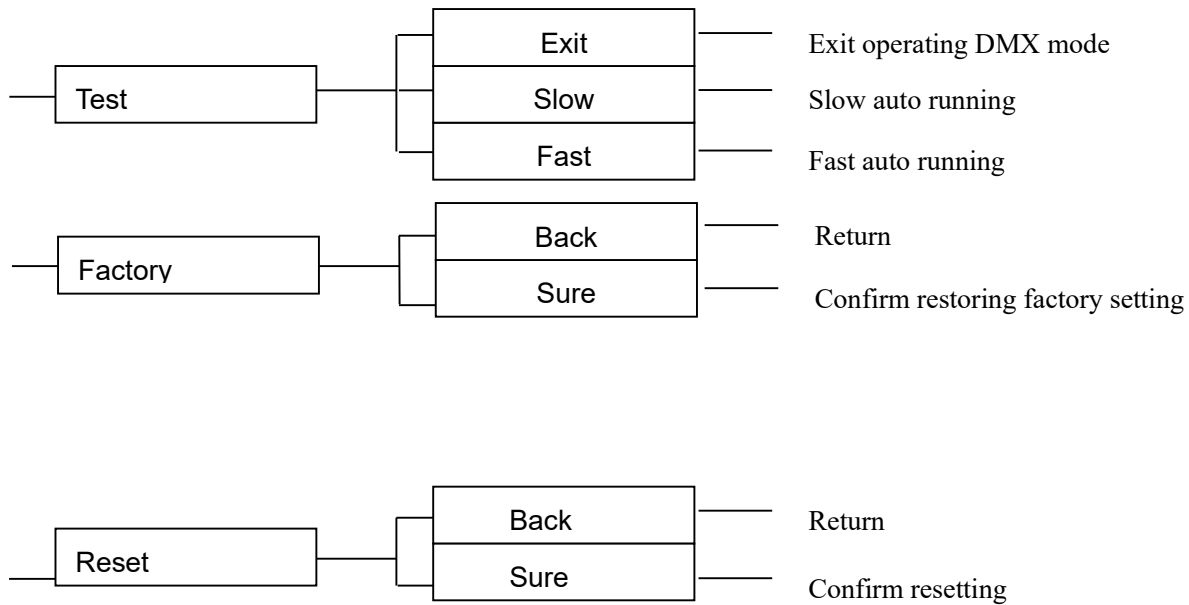 Exit
Exit operating DMX mode
Test
Slow
Slow auto running
Fast
Fast auto running
Back
Return
Factory
Sure
Confirm restoring factory setting
Back
Return
Reset
Sure
Confirm resetting